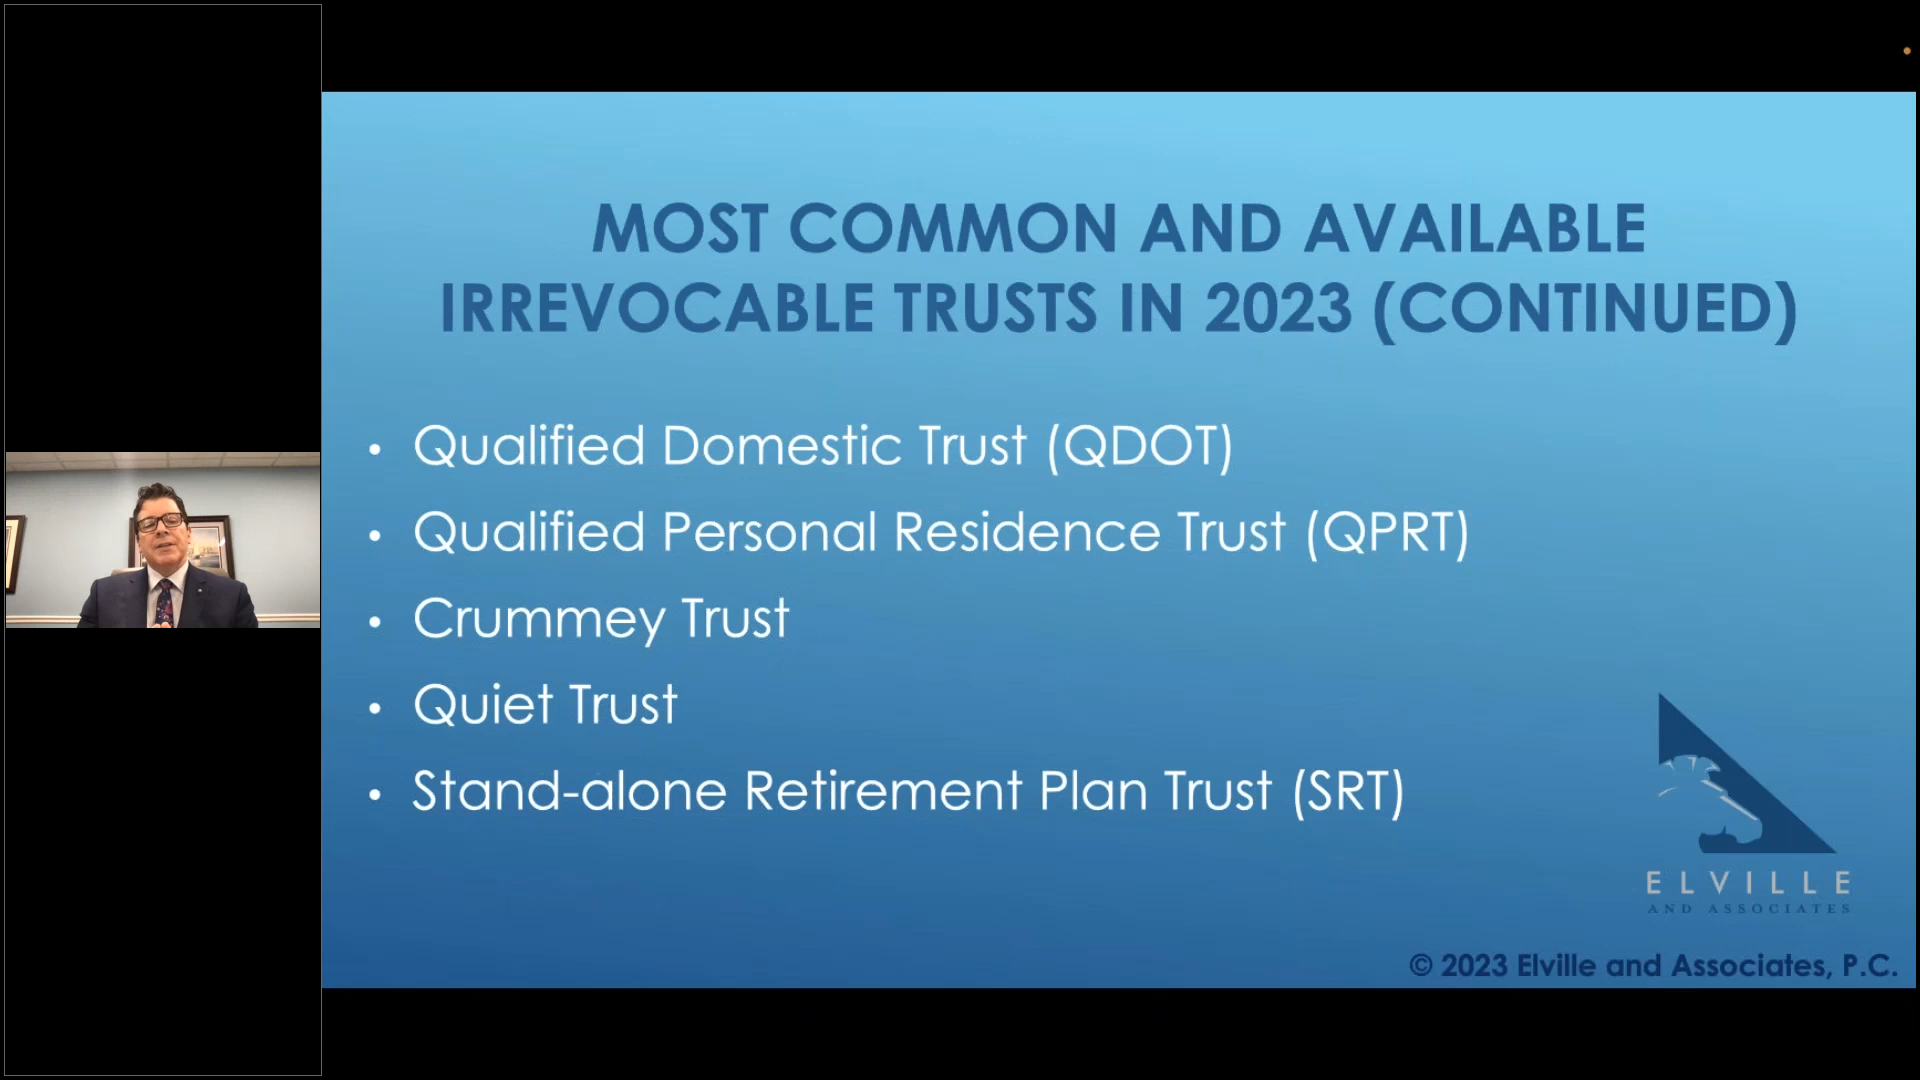 MOST COMMON AND AVAILABLE
IRREVOCABLE TRUSTS IN 2023 (CONTINUED)
• Qualified Domestic Trust (QDOT)
• Qualified Personal Residence Trust (QPRT)
• Crummey Trust
• Quiet Trust
• Stand-alone Retirement Plan Trust (SRT)
ELVILLE
AND ASSOCIATES
© 2023 Elville and Associates, P.C.